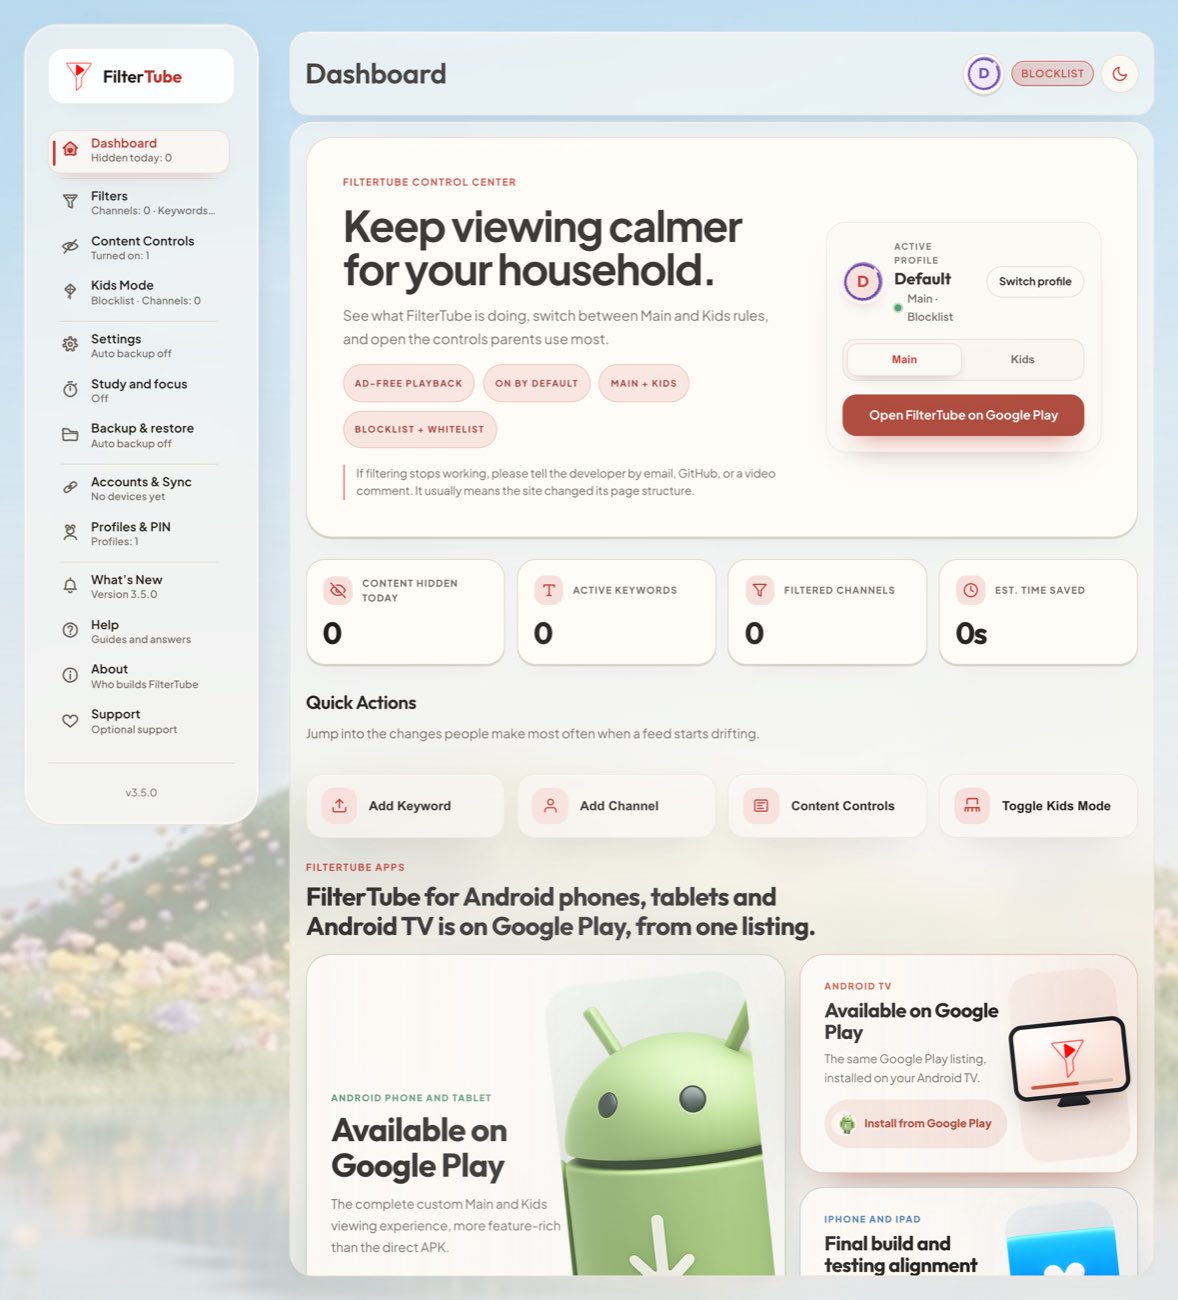 FilterTube
Dashboard
Hidden today: 0
Filters
Channels: 0 · Keywords...
Content Controls
Turned on: 1
Kids Mode
Blocklist · Channels: 0
Settings
Auto backup off
Study and focus
Off
Backup & restore
Auto backup off
Accounts & Sync
No devices yet
Profiles & PIN
Profiles: 1
What's New
Version 3.5.0
Help
Guides and answers
About
Who builds FilterTube
Support
Optional support
v3.5.0
Dashboard
D
BLOCKLIST
FILTERTUBE CONTROL CENTER
Keep viewing calmer
for your household.
See what FilterTube is doing, switch between Main and Kids rules,
and open the controls parents use most.
AD-FREE PLAYBACK
ON BY DEFAULT
MAIN + KIDS
BLOCKLIST + WHITELIST
If filtering stops working, please tell the developer by email, GitHub, or a video
comment. It usually means the site changed its page structure.
D
ACTIVE
PROFILE
Default
Main ·
Blocklist
Switch profile
Main
Kids
Open FilterTube on Google Play
CONTENT HIDDEN
TODAY
0
ACTIVE KEYWORDS
0
FILTERED CHANNELS
0
EST. TIME SAVED
0s
Quick Actions
Jump into the changes people make most often when a feed starts drifting.
Add Keyword
Add Channel
Content Controls
Toggle Kids Mode
FILTERTUBE APPS
FilterTube for Android phones, tablets and
Android TV is on Google Play, from one listing.
ANDROID PHONE AND TABLET
Available on
Google Play
The complete custom Main and Kids
viewing experience, more feature-rich
than the direct APK.
ANDROID TV
Available on Google
Play
The same Google Play listing,
installed on your Android TV.
Install from Google Play
IPHONE AND IPAD
Final build and
testing alignment